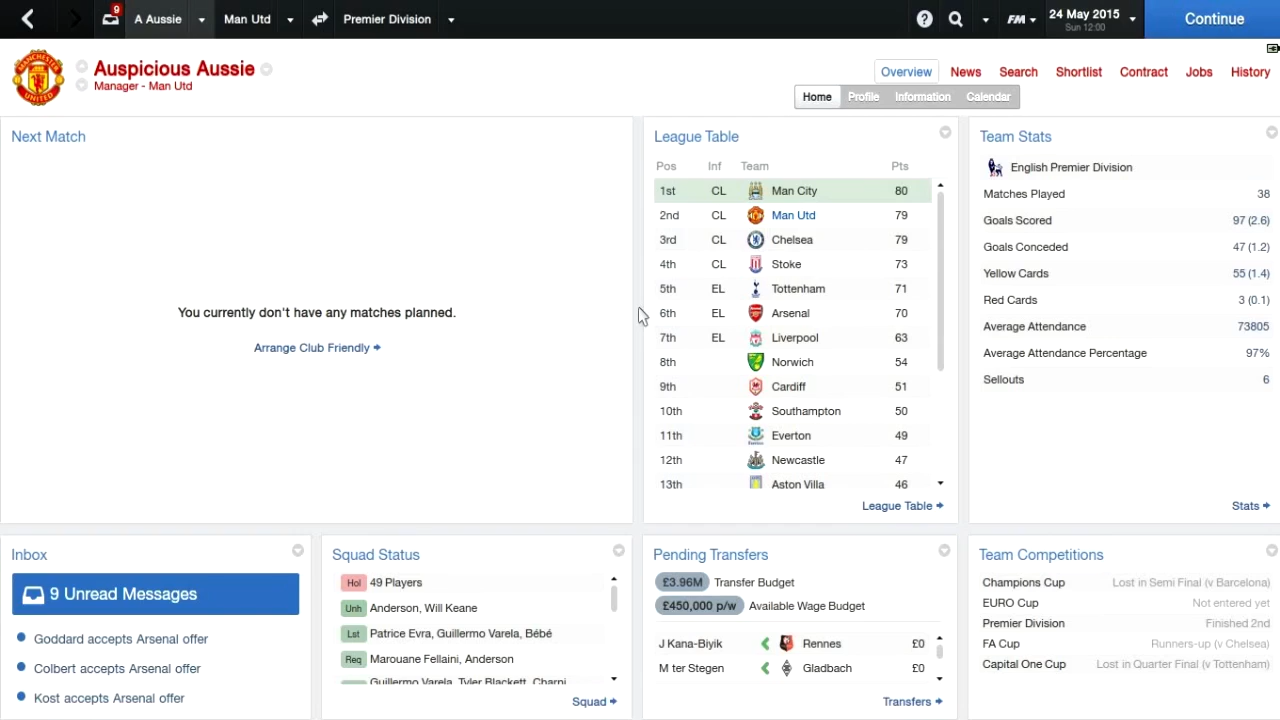 9
A Aussie
Man Utd
Premier Division
FM
24 May 2015
Sun 12:00
Continue
Auspicious Aussie
Manager - Man Utd
Overview News Search Shortlist Contract Jobs History
Home Profile Information Calendar
Next Match
You currently don't have any matches planned.
Arrange Club Friendly
League Table
Pos Inf Team Pts
1st CL Man City 80
2nd CL Man Utd 79
3rd CL Chelsea 79
4th CL Stoke 73
5th EL Tottenham 71
6th EL Arsenal 70
7th EL Liverpool 63
8th Norwich 54
9th Cardiff 51
10th Southampton 50
11th Everton 49
12th Newcastle 47
13th Aston Villa 46
League Table
Team Stats
English Premier Division
Matches Played 38
Goals Scored 97 (2.6)
Goals Conceded 47 (1.2)
Yellow Cards 55 (1.4)
Red Cards 3 (0.1)
Average Attendance 73805
Average Attendance Percentage 97%
Sellouts 6
Stats
Inbox
9 Unread Messages
Goddard accepts Arsenal offer
Colbert accepts Arsenal offer
Kost accepts Arsenal offer
Squad Status
Hol 49 Players
Unh Anderson, Will Keane
Lst Patrice Evra, Guillermo Varela, Bébé
Req Marouane Fellaini, Anderson
Guillermo Varela, Tyler Blackett, Charni
Squad
Pending Transfers
£3.96M Transfer Budget
£450,000 p/w Available Wage Budget
J Kana-Biyik Rennes £0
M ter Stegen Gladbach £0
Transfers
Team Competitions
Champions Cup Lost in Semi Final (v Barcelona)
EURO Cup Not entered yet
Premier Division Finished 2nd
FA Cup Runners-up (v Chelsea)
Capital One Cup Lost in Quarter Final (v Tottenham)